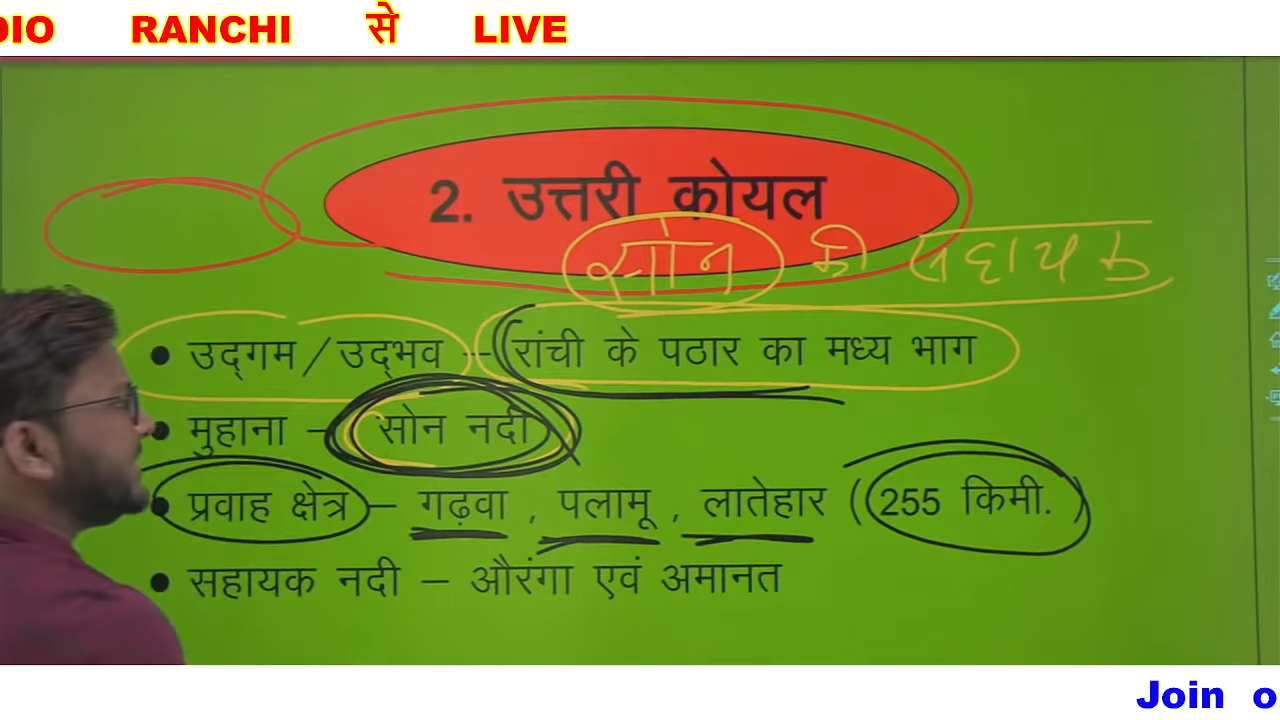 DIO RANCHI से LIVE
2. उत्तरी कोयल
सोन की सहायक
• उद्गम/उद्भव – रांची के पठार का मध्य भाग
• मुहाना – सोन नदी
• प्रवाह क्षेत्र – गढ़वा , पलामू , लातेहार (255 किमी. )
• सहायक नदी – औरंगा एवं अमानत
Join o